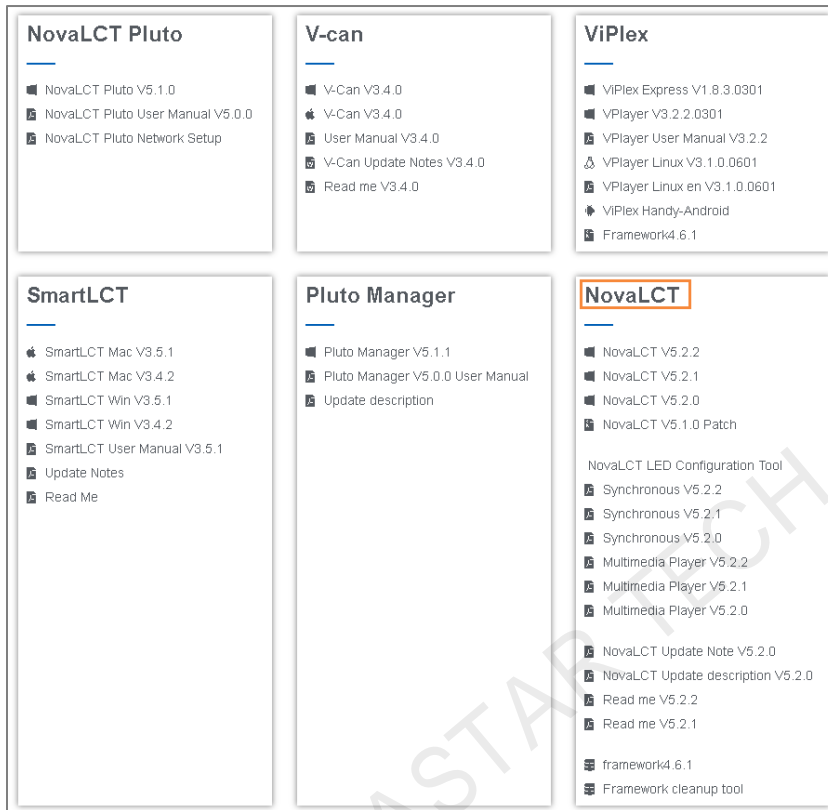 NovaLCT Pluto
NovaLCT Pluto V5.1.0
NovaLCT Pluto User Manual V5.0.0
NovaLCT Pluto Network Setup
V-can
V-Can V3.4.0
V-Can V3.4.0
User Manual V3.4.0
V-Can Update Notes V3.4.0
Read me V3.4.0
ViPlex
ViPlex Express V1.8.3.0301
VPlayer V3.2.2.0301
VPlayer User Manual V3.2.2
VPlayer Linux V3.1.0.0601
VPlayer Linux en V3.1.0.0601
ViPlex Handy-Android
Framework4.6.1
SmartLCT
SmartLCT Mac V3.5.1
SmartLCT Mac V3.4.2
SmartLCT Win V3.5.1
SmartLCT Win V3.4.2
SmartLCT User Manual V3.5.1
Update Notes
Read Me
Pluto Manager
Pluto Manager V5.1.1
Pluto Manager V5.0.0 User Manual
Update description
NovaLCT
NovaLCT V5.2.2
NovaLCT V5.2.1
NovaLCT V5.2.0
NovaLCT V5.1.0 Patch
NovaLCT LED Configuration Tool
Synchronous V5.2.2
Synchronous V5.2.1
Synchronous V5.2.0
Multimedia Player V5.2.2
Multimedia Player V5.2.1
Multimedia Player V5.2.0
NovaLCT Update Note V5.2.0
NovaLCT Update description V5.2.0
Read me V5.2.2
Read me V5.2.1
framework4.6.1
Framework cleanup tool
ASTAR TECH